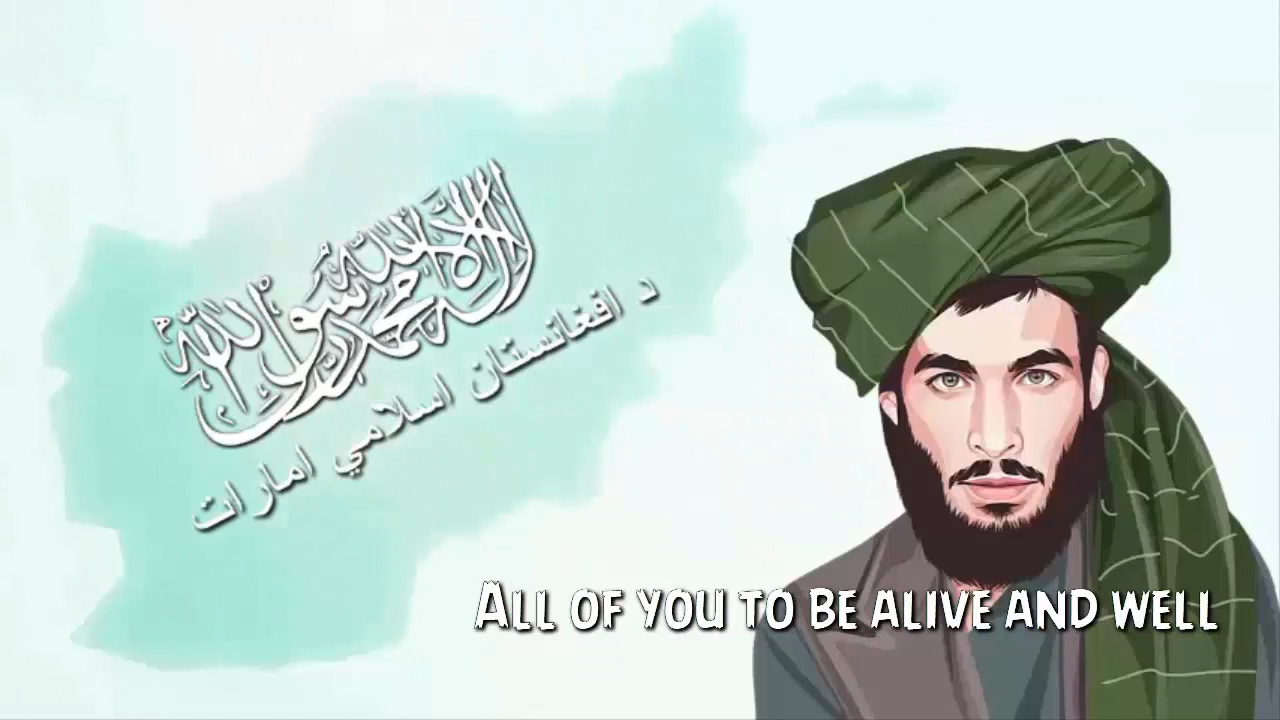 لا إله إلا الله محمد رسول الله
د افغانستان اسلامي امارات
All of you to be alive and well